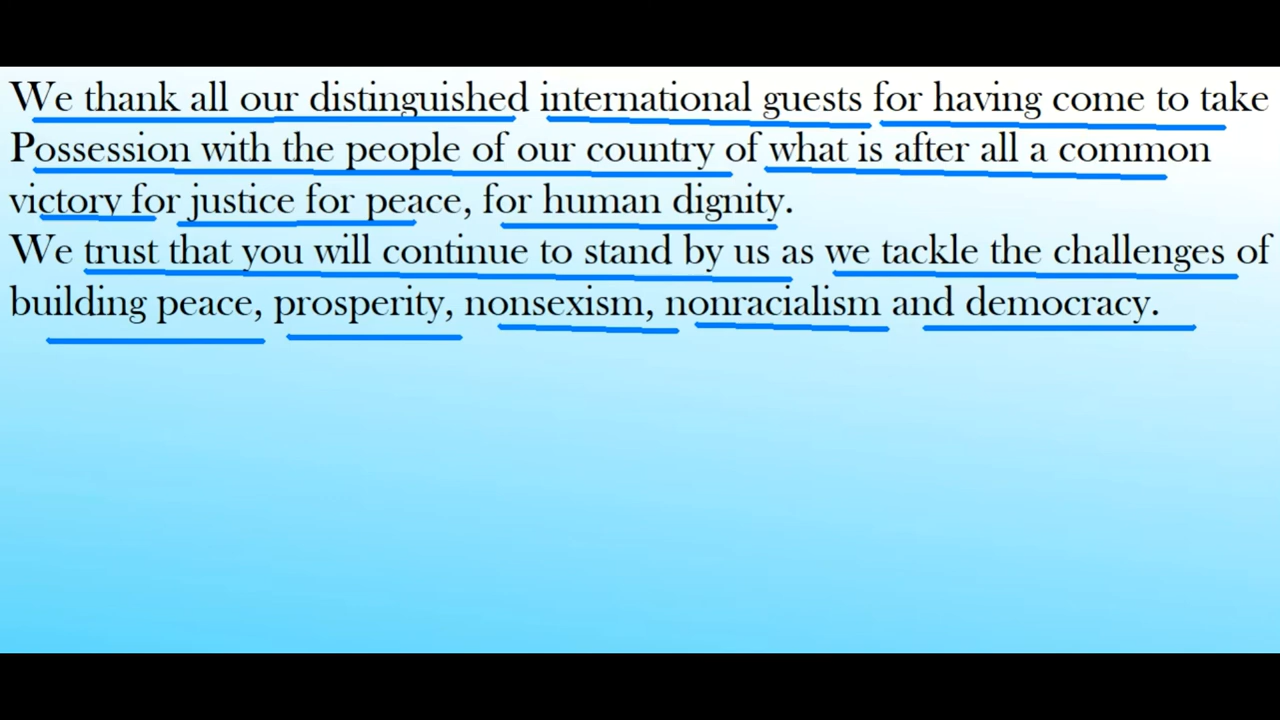 We thank all our distinguished international guests for having come to take
Possession with the people of our country of what is after all a common
victory for justice for peace, for human dignity.
We trust that you will continue to stand by us as we tackle the challenges of
building peace, prosperity, nonsexism, nonracialism and democracy.